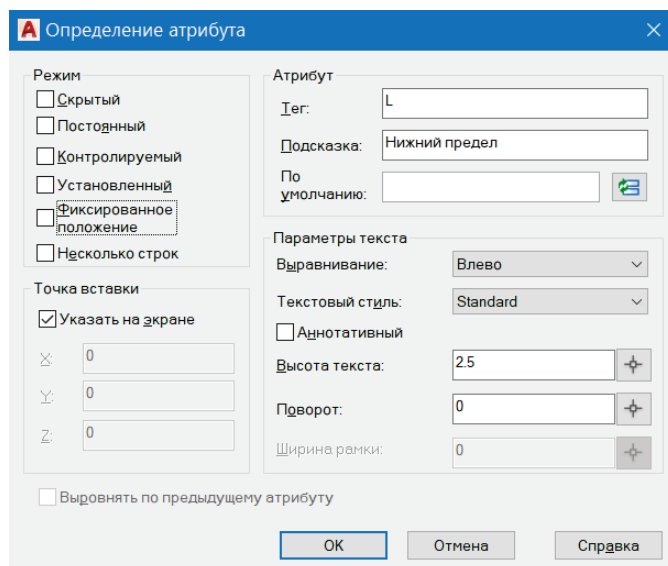 A Определение атрибута
Режим
Скрытый
Постоянный
Контролируемый
Установленный
Фиксированное
положение
Несколько строк
Точка вставки
Указать на экране
X: 0
Y: 0
Z: 0
Атрибут
Тег: L
Подсказка: Нижний предел
По
умолчанию:
Параметры текста
Выравнивание: Влево
Текстовый стиль: Standard
Аннотативный
Высота текста: 2.5
Поворот: 0
Ширина рамки: 0
Выровнять по предыдущему атрибуту
OK Отмена Справка